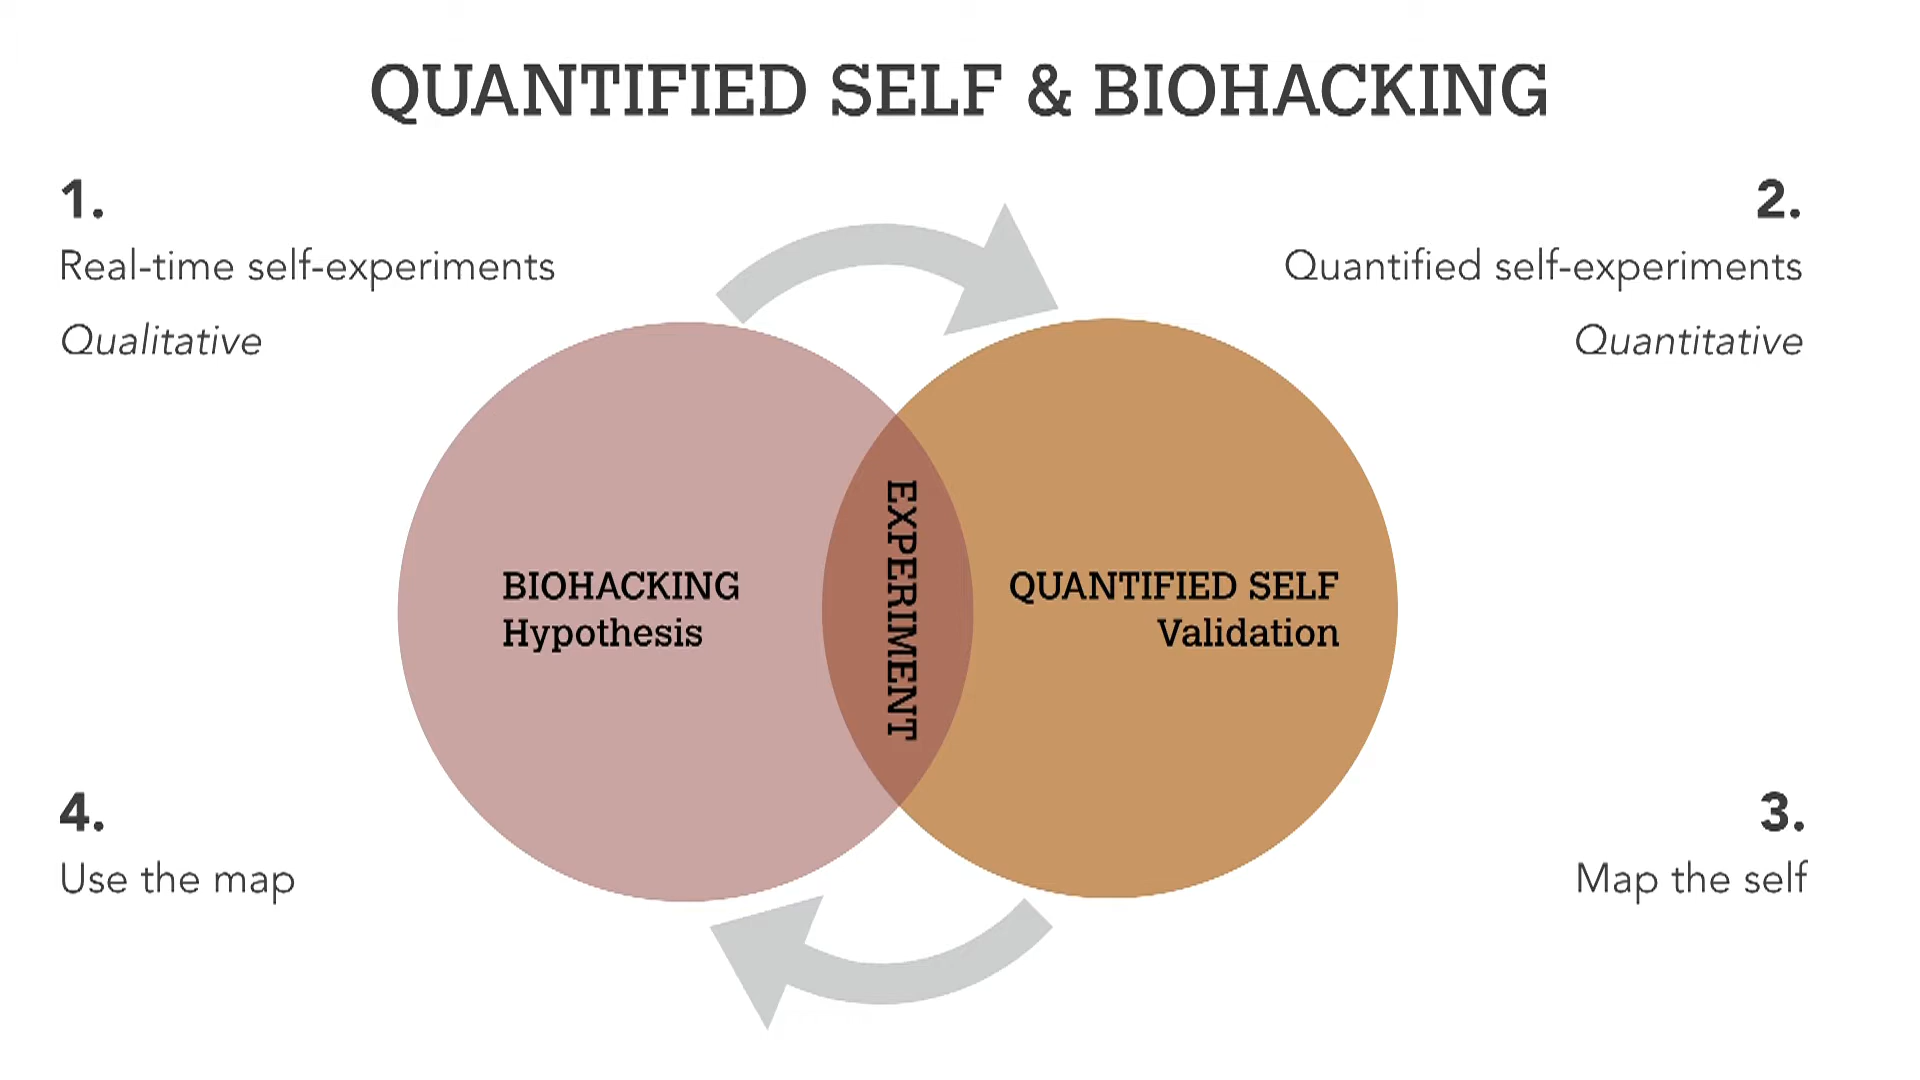 QUANTIFIED SELF & BIOHACKING
1.
Real-time self-experiments
Qualitative
2.
Quantified self-experiments
Quantitative
BIOHACKING
Hypothesis
EXPERIMENT
QUANTIFIED SELF
Validation
4.
Use the map
3.
Map the self